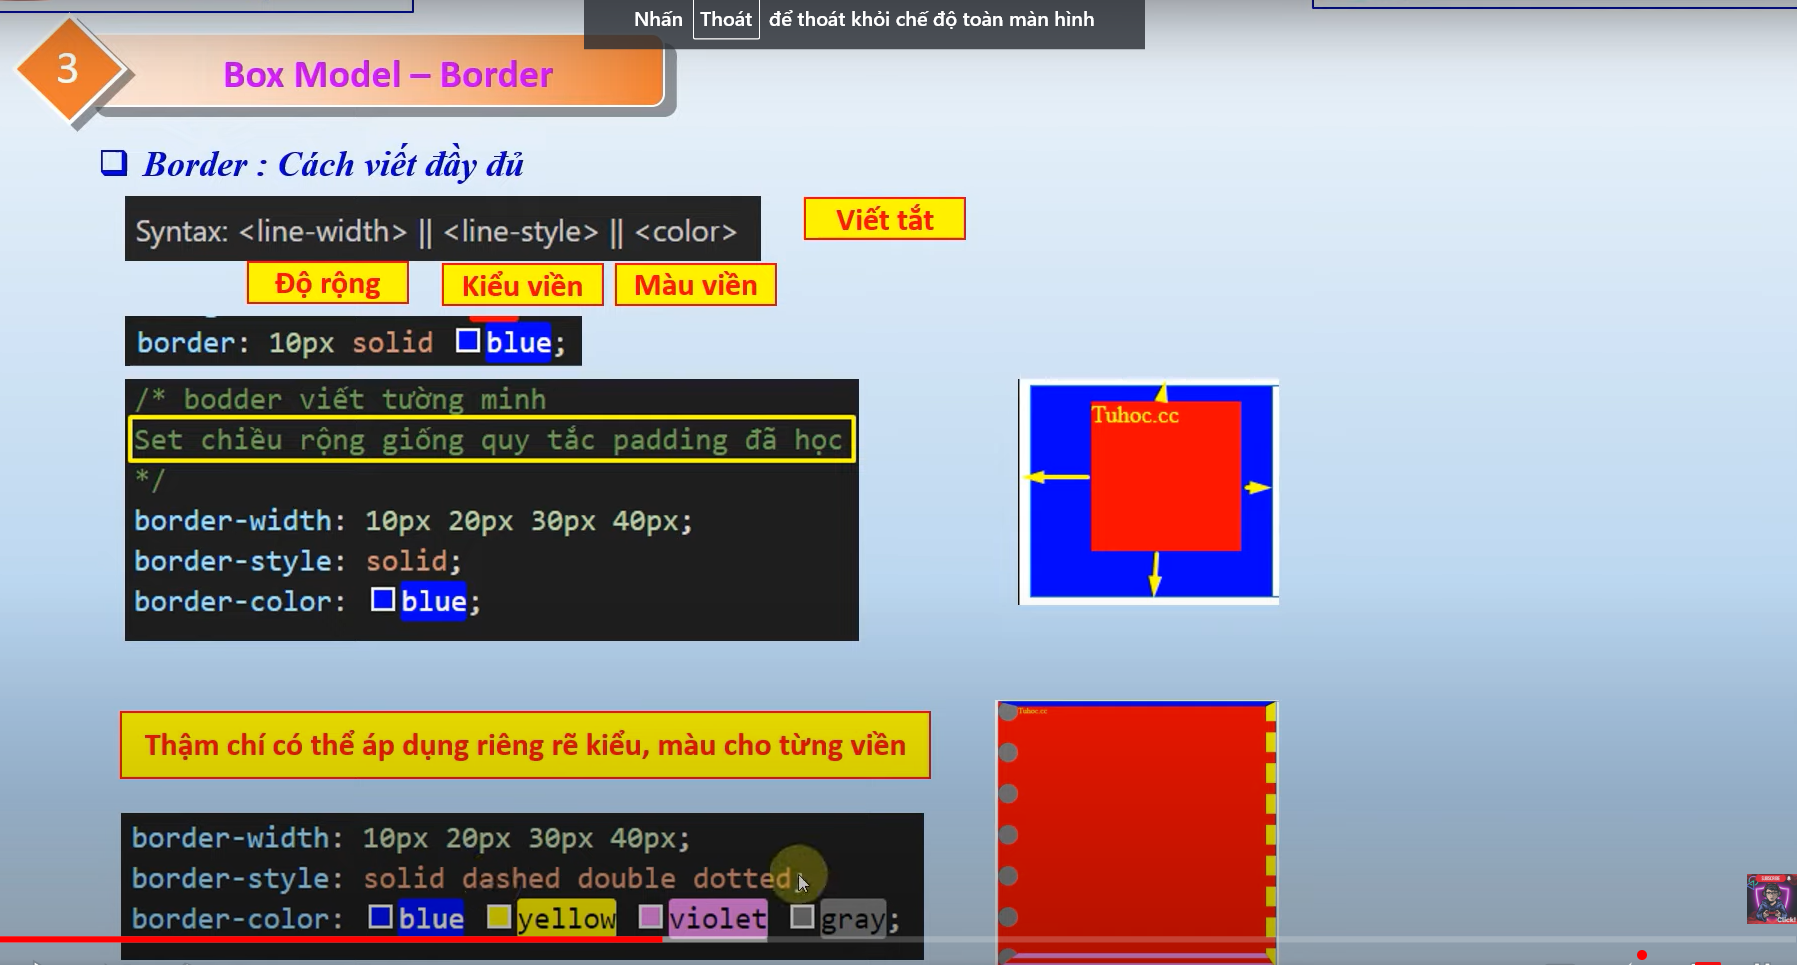 Nhấn Thoát để thoát khỏi chế độ toàn màn hình
3
Box Model – Border
Border : Cách viết đầy đủ
Syntax: <line-width> || <line-style> || <color>
Viết tắt
Độ rộng
Kiểu viền
Màu viền
border: 10px solid blue;
/* bodder viết tường minh
Set chiều rộng giống quy tắc padding đã học
*/
border-width: 10px 20px 30px 40px;
border-style: solid;
border-color: blue;
Tuhoc.cc
Thậm chí có thể áp dụng riêng rẽ kiểu, màu cho từng viền
Tuhoc.cc
border-width: 10px 20px 30px 40px;
border-style: solid dashed double dotted;
border-color: blue yellow violet gray;
SUBSCRIBE
Click!